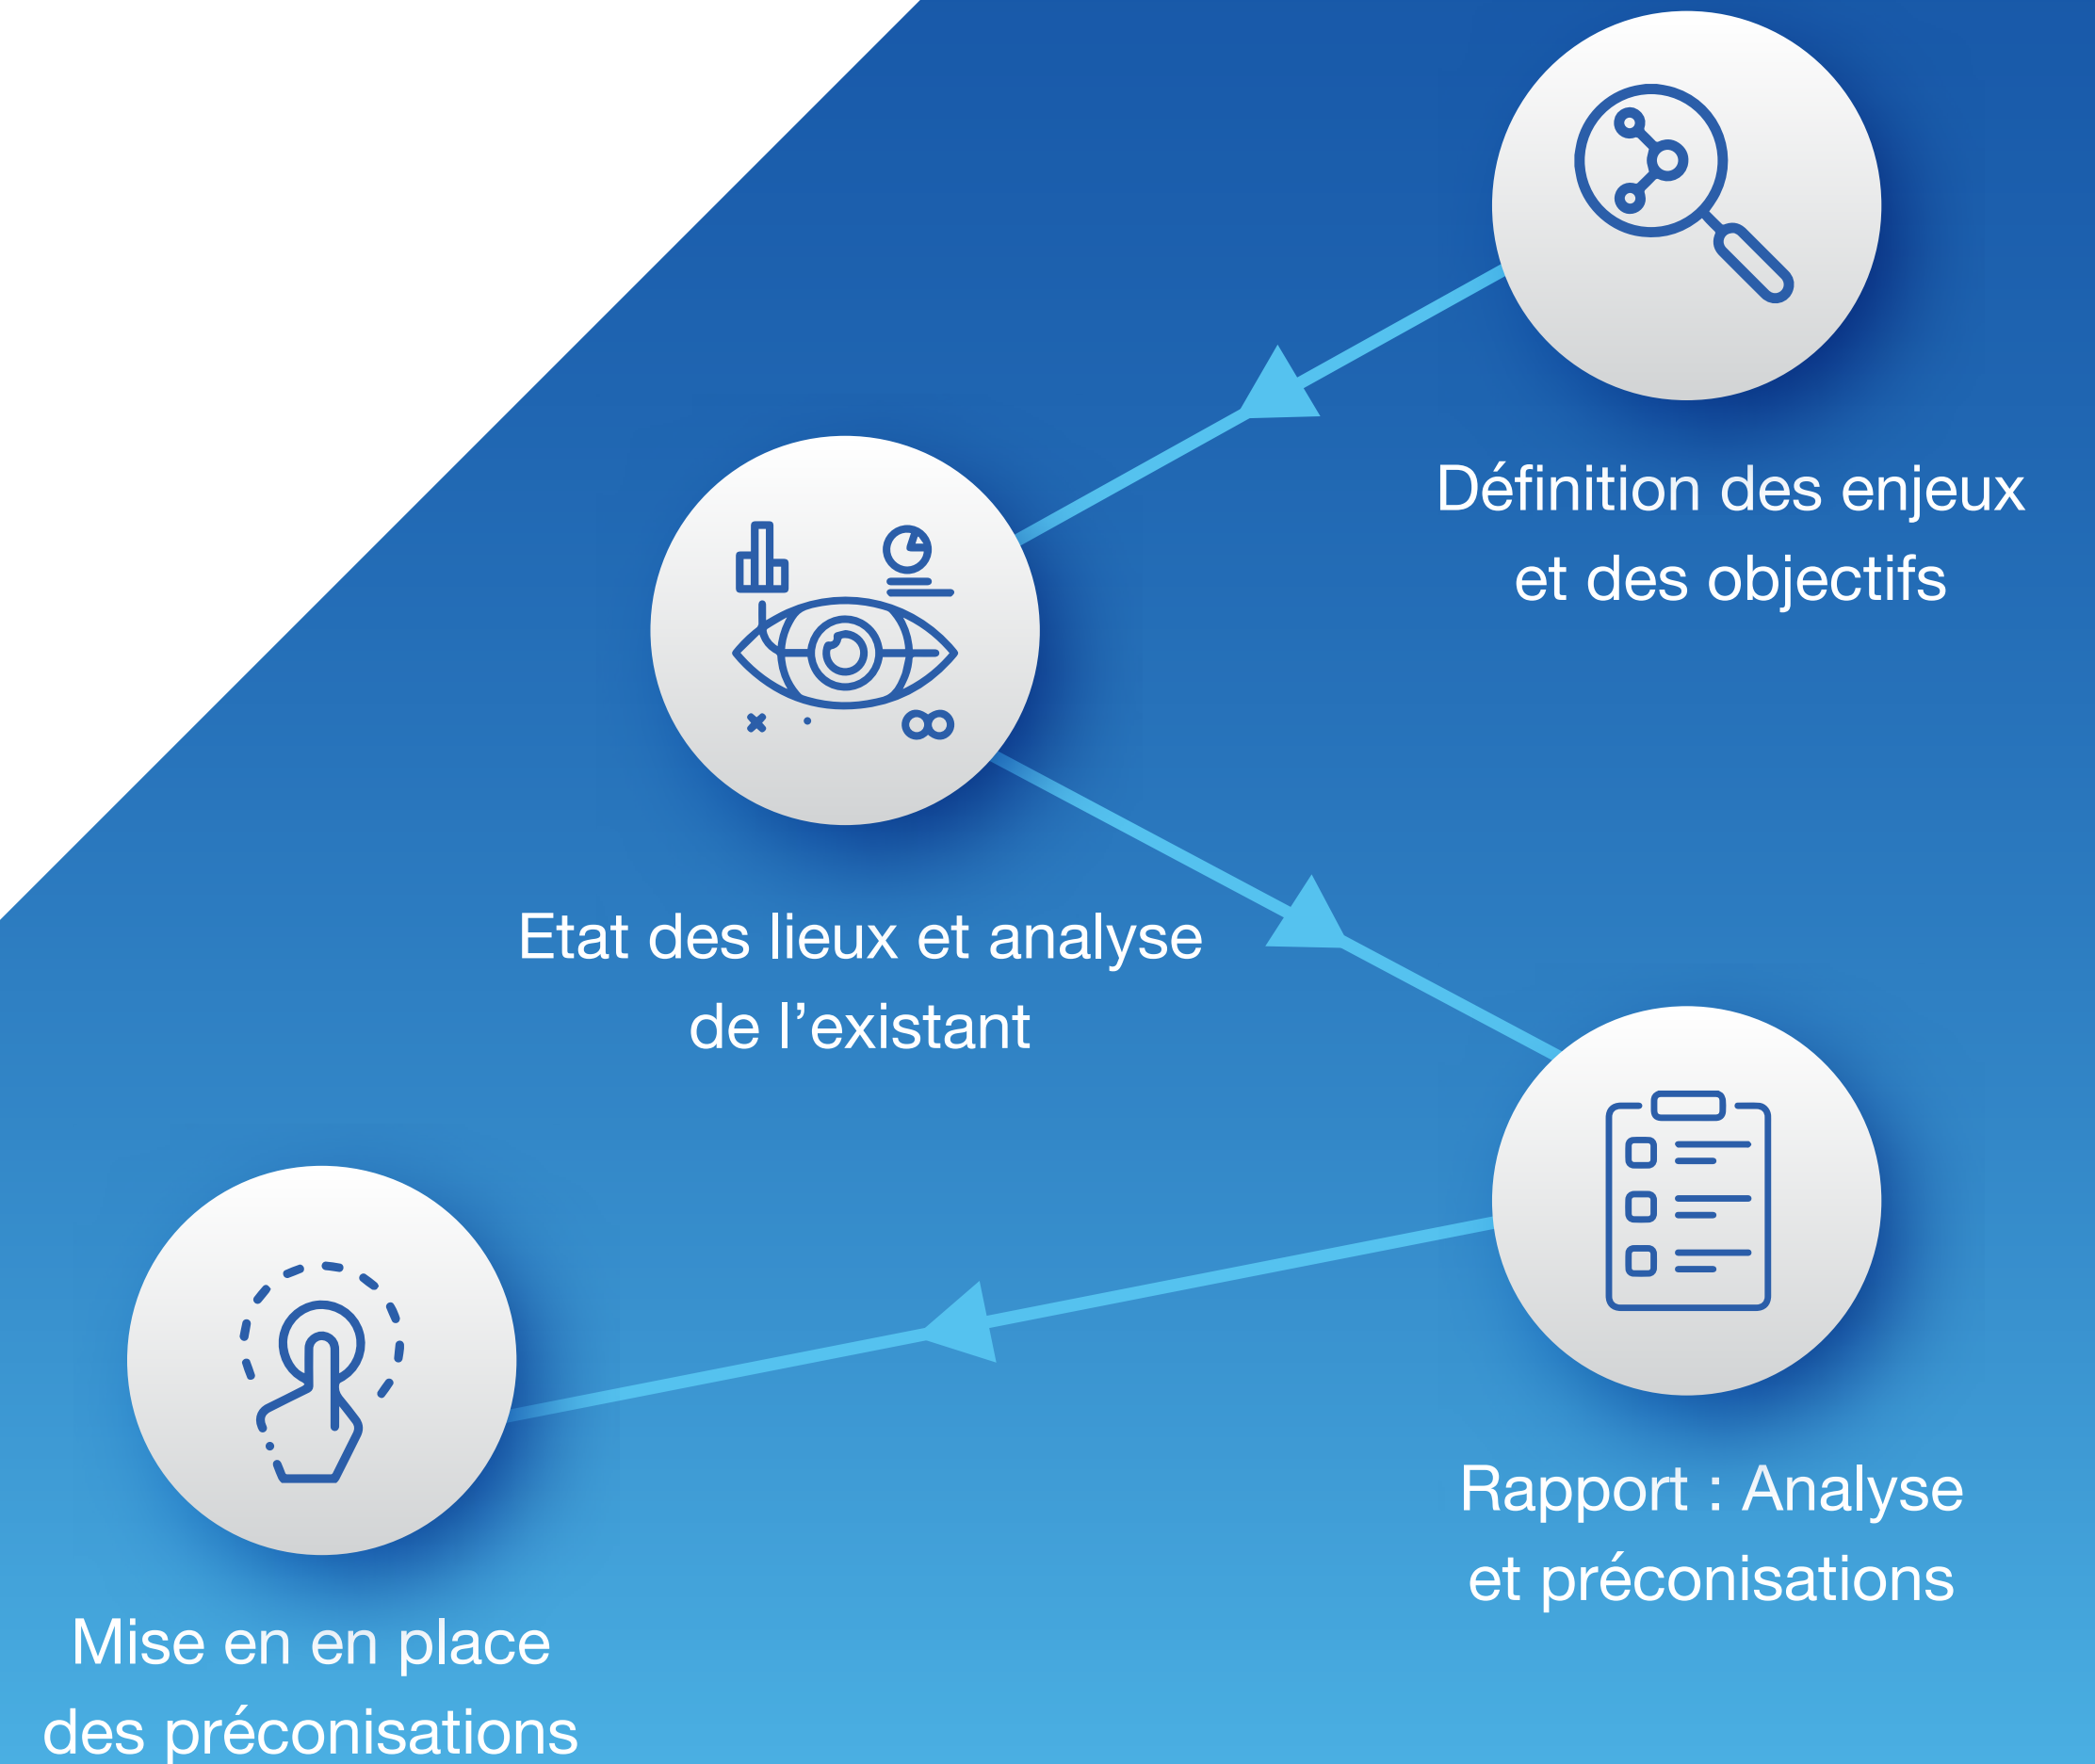 Définition des enjeux
et des objectifs
Etat des lieux et analyse
de l’existant
Rapport : Analyse
et préconisations
Mise en en place
des préconisations